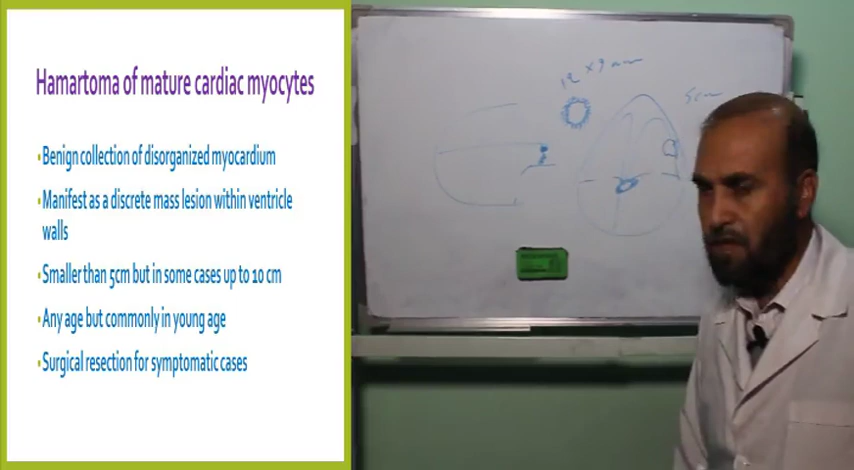 Hamartoma of mature cardiac myocytes
•Benign collection of disorganized myocardium
•Manifest as a discrete mass lesion within ventricle
walls
•Smaller than 5cm but in some cases up to 10 cm
•Any age but commonly in young age
•Surgical resection for symptomatic cases
5cm